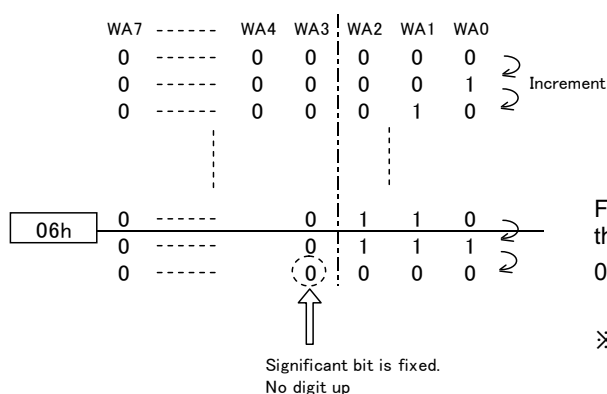 WA7 ------ WA4 WA3 WA2 WA1 WA0
0 ------ 0 0 0 0 0
0 ------ 0 0 0 0 1
0 ------ 0 0 0 1 0
Increment
06h
0 ------ 0 1 1 0
0 ------ 0 1 1 1
0 ------ 0 0 0 0
Significant bit is fixed.
No digit up
F
th
0
※